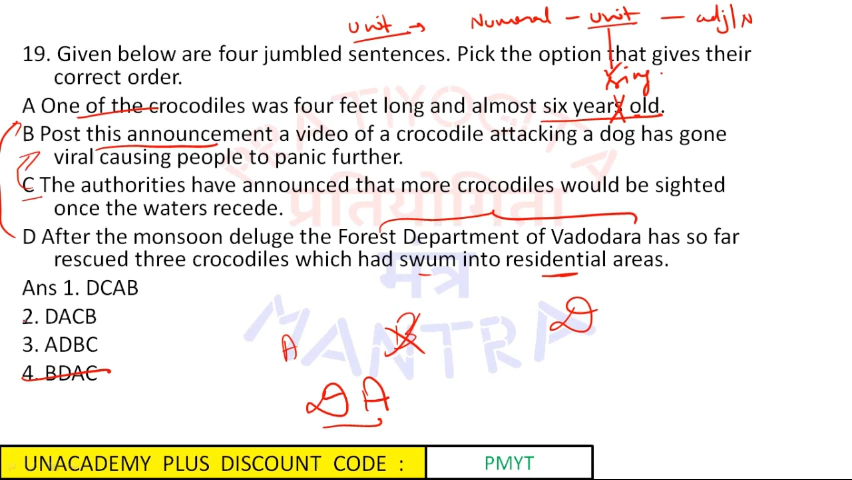 Unit → Numeral - unit - adj/N
19. Given below are four jumbled sentences. Pick the option that gives their
correct order.
King
A One of the crocodiles was four feet long and almost six years old.
B Post this announcement a video of a crocodile attacking a dog has gone
viral causing people to panic further.
C The authorities have announced that more crocodiles would be sighted
once the waters recede.
D After the monsoon deluge the Forest Department of Vadodara has so far
rescued three crocodiles which had swum into residential areas.
Ans 1. DCAB
2. DACB
3. ADBC
4. BDAC
A B D
D A
प्रतियोगिता
मंत्र
MANTRA
UNACADEMY PLUS DISCOUNT CODE : PMYT